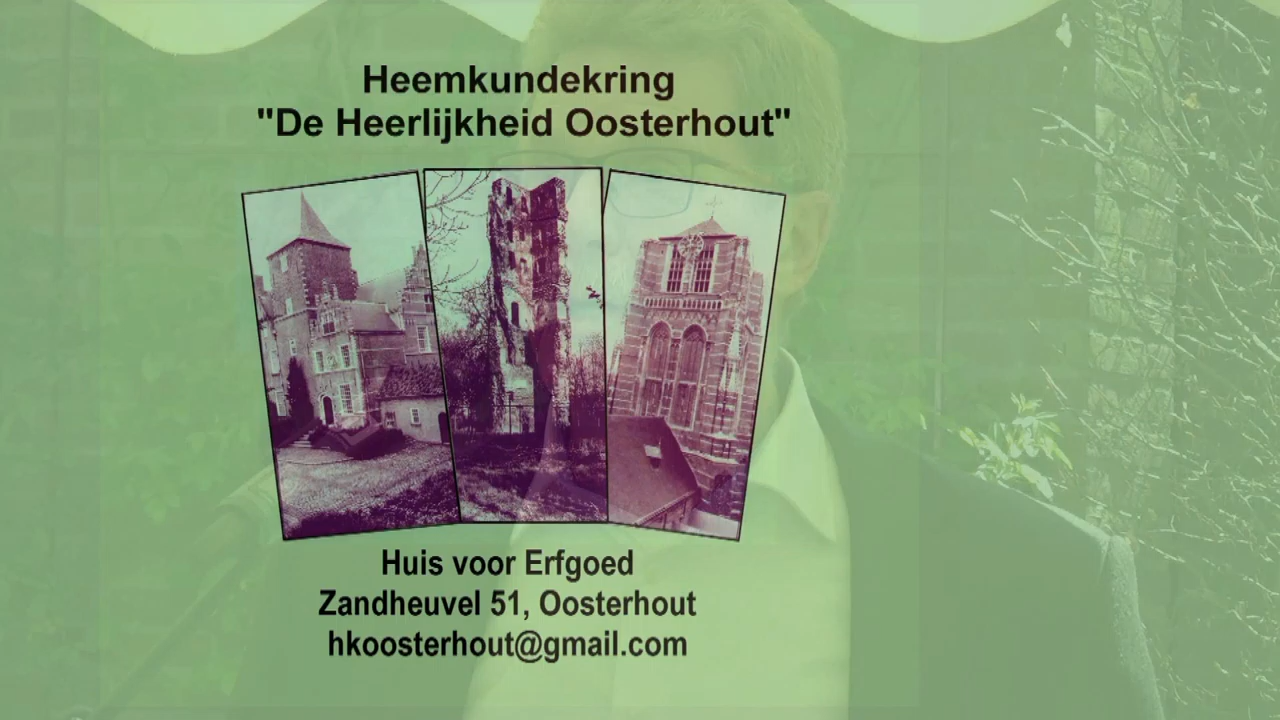 Heemkundekring
"De Heerlijkheid Oosterhout"
Huis voor Erfgoed
Zandheuvel 51, Oosterhout
hkoosterhout@gmail.com